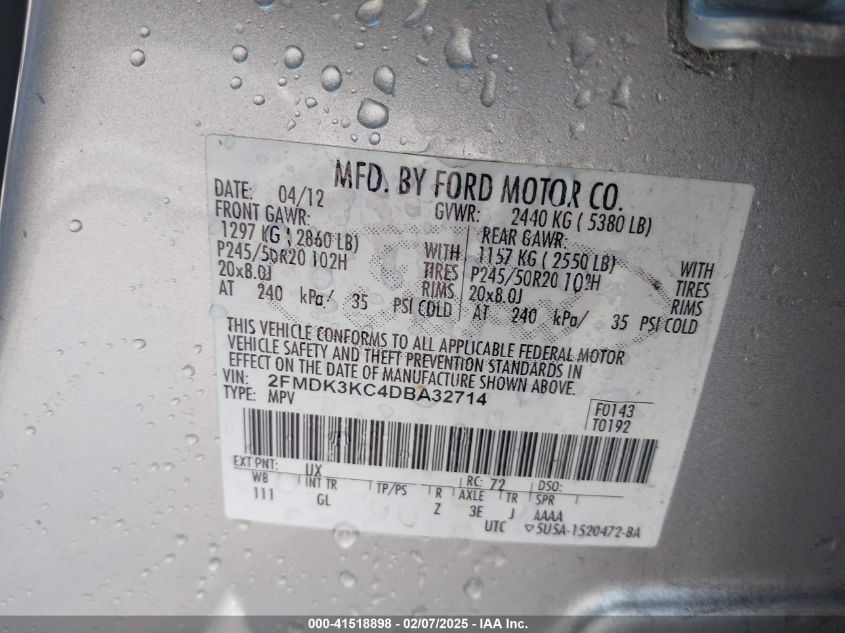 MFD. BY FORD MOTOR CO.
DATE: 04/12 GVWR: 2440 KG ( 5380 LB)
FRONT GAWR: REAR GAWR:
1297 KG ( 2860 LB) WITH 1157 KG ( 2550 LB) WITH
P245/50R20 102H TIRES P245/50R20 102H TIRES
20x8.0J RIMS 20x8.0J RIMS
AT 240 kPa/ 35 PSI COLD AT 240 kPa/ 35 PSI COLD
THIS VEHICLE CONFORMS TO ALL APPLICABLE FEDERAL MOTOR
VEHICLE SAFETY AND THEFT PREVENTION STANDARDS IN
EFFECT ON THE DATE OF MANUFACTURE SHOWN ABOVE.
VIN: 2FMDK3KC4DBA32714
TYPE: MPV
F0143
T0192
EXT PNT: UX RC: 72 DSO:
WB INT TR TP/PS R AXLE TR SPR
111 GL Z 3E J AAAA
UTC ▽5U5A-1520472-BA
000-41518898 - 02/07/2025 - IAA Inc.